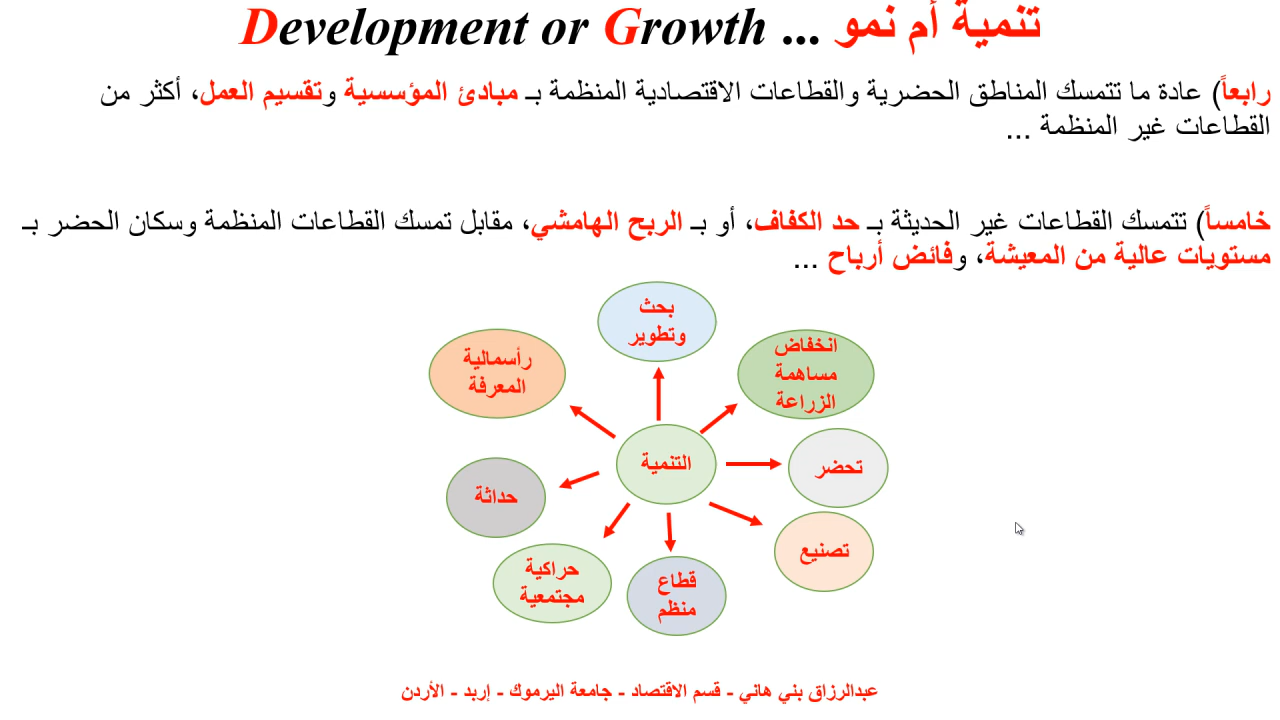 تنمية أم نمو ... Development or Growth
رابعاً) عادة ما تتمسك المناطق الحضرية والقطاعات الاقتصادية المنظمة بـ مبادئ المؤسسية وتقسيم العمل، أكثر من
القطاعات غير المنظمة ...
خامساً) تتمسك القطاعات غير الحديثة بـ حد الكفاف، أو بـ الربح الهامشي، مقابل تمسك القطاعات المنظمة وسكان الحضر بـ
مستويات عالية من المعيشة، وفائض أرباح ...
بحث
وتطوير
انخفاض
مساهمة
الزراعة
رأسمالية
المعرفة
التنمية
تحضر
حداثة
تصنيع
حراكية
مجتمعية
قطاع
منظم
عبدالرزاق بني هاني - قسم الاقتصاد - جامعة اليرموك - إربد - الأردن